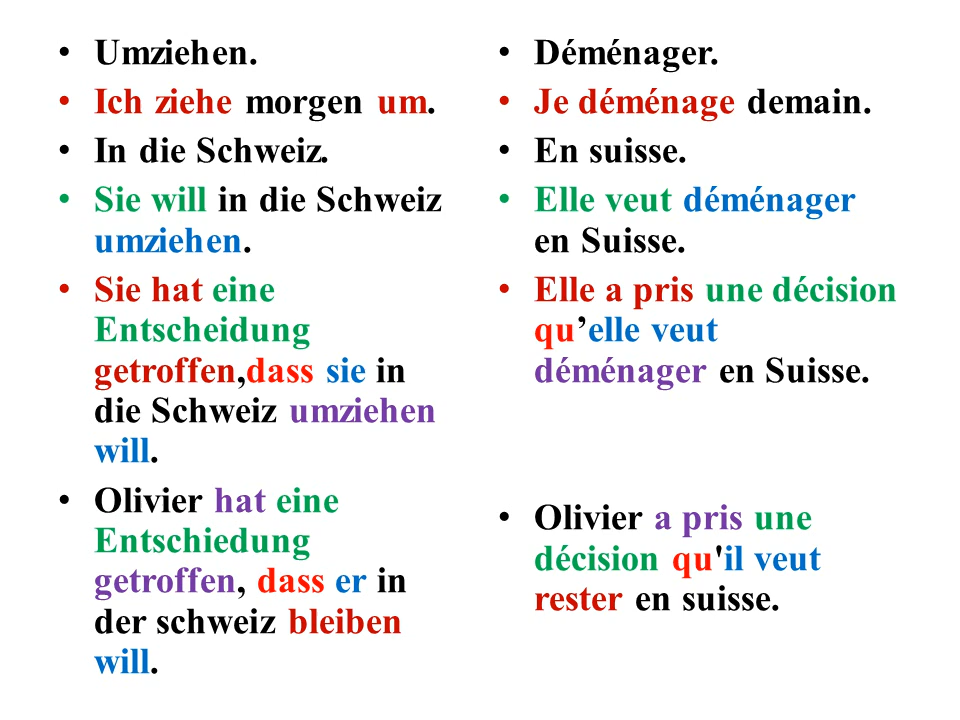 • Umziehen.
• Ich ziehe morgen um.
• In die Schweiz.
• Sie will in die Schweiz
umziehen.
• Sie hat eine
Entscheidung
getroffen,dass sie in
die Schweiz umziehen
will.
• Olivier hat eine
Entschiedung
getroffen, dass er in
der schweiz bleiben
will.
• Déménager.
• Je déménage demain.
• En suisse.
• Elle veut déménager
en Suisse.
• Elle a pris une décision
qu’elle veut
déménager en Suisse.
• Olivier a pris une
décision qu'il veut
rester en suisse.